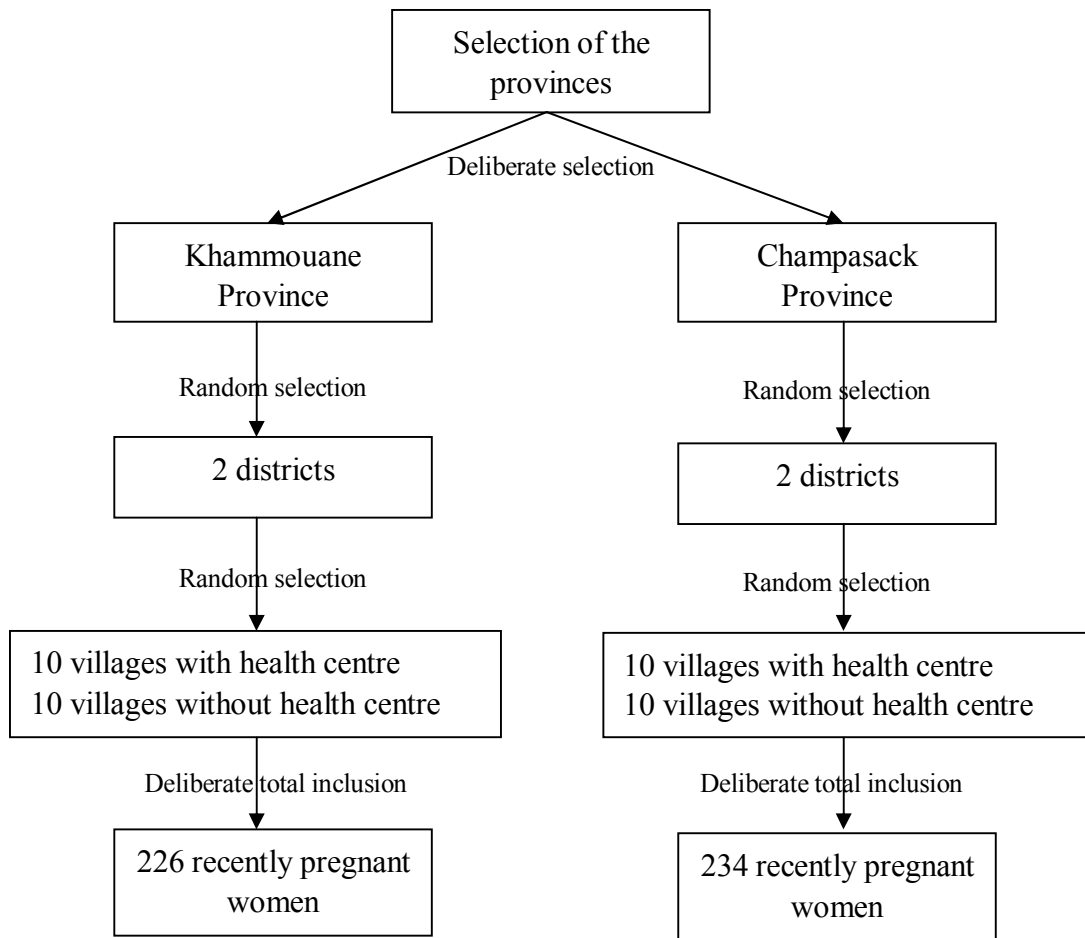 Selection of the
provinces
Deliberate selection
Khammouane
Province
Champasack
Province
Random selection
Random selection
2 districts
2 districts
Random selection
Random selection
10 villages with health centre
10 villages without health centre
10 villages with health centre
10 villages without health centre
Deliberate total inclusion
Deliberate total inclusion
226 recently pregnant
women
234 recently pregnant
women